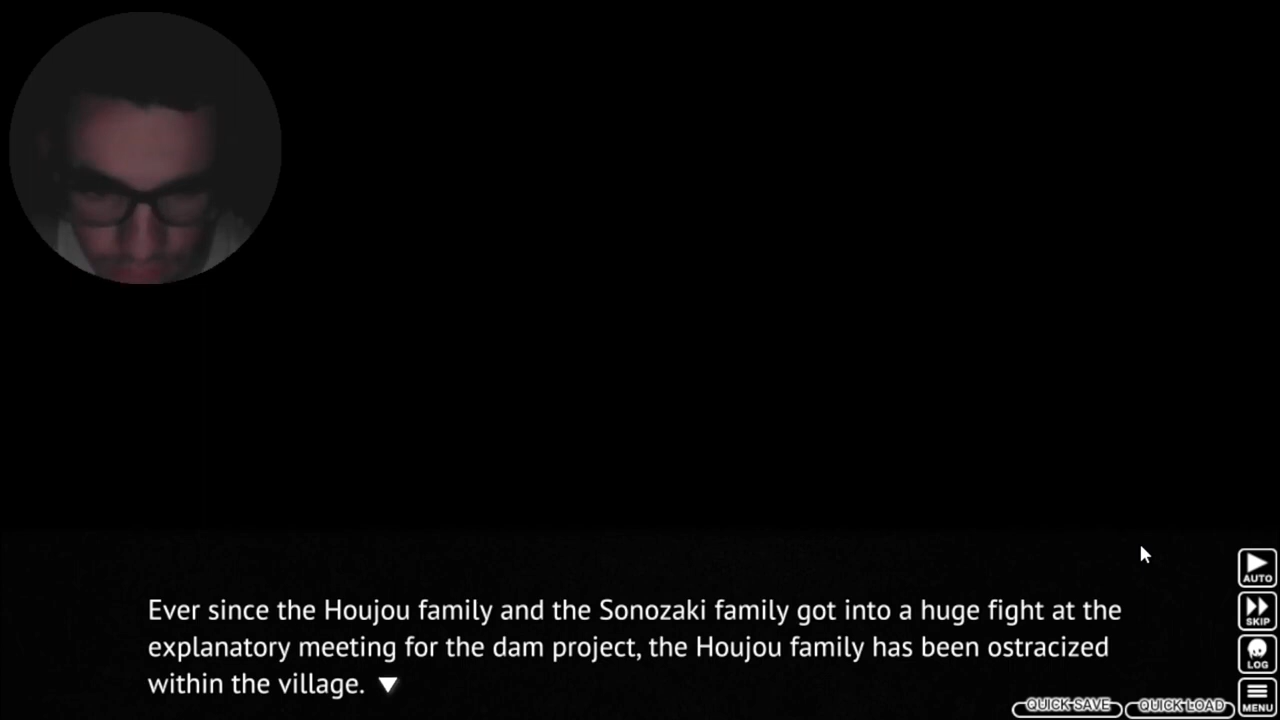 Ever since the Houjou family and the Sonozaki family got into a huge fight at the
explanatory meeting for the dam project, the Houjou family has been ostracized
within the village.
AUTO
SKIP
LOG
MENU
QUICK SAVE QUICK LOAD